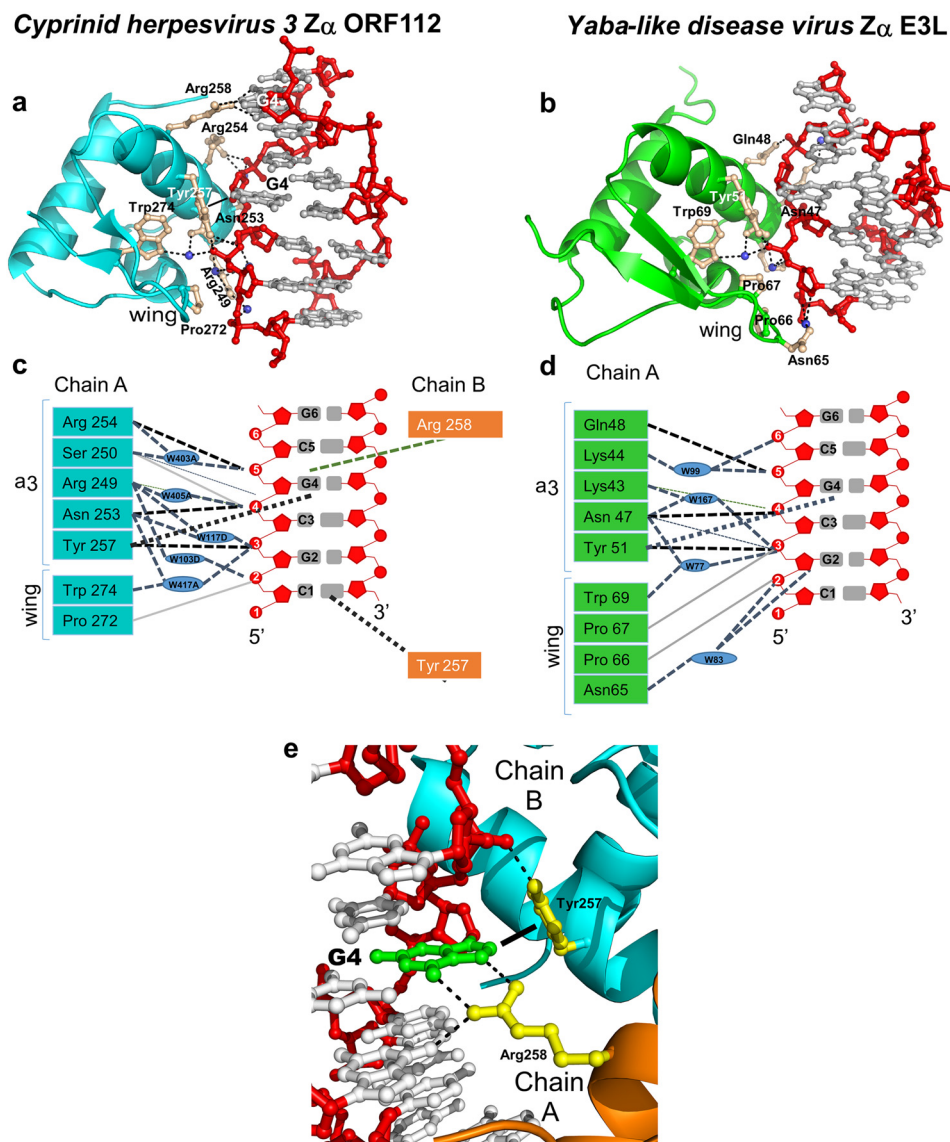 Cyprinid herpesvirus 3 Zα ORF112
Yaba-like disease virus Zα E3L
a
Arg258
G4
Arg254
Tyr257
G4
Trp274
Asn253
Arg249
wing
Pro272
b
Gln48
Tyr5
Trp69
Asn47
Pro67
wing
Pro66
Asn65
c
Chain A
Chain B
a3
Arg 254
Ser 250
Arg 249
Asn 253
Tyr 257
wing
Trp 274
Pro 272
W403A
W405A
W117D
W103D
W417A
6
5
4
3
2
1
G6
C5
G4
C3
G2
C1
5’
3’
Arg 258
Tyr 257
d
Chain A
a3
Gln48
Lys44
Lys43
Asn 47
Tyr 51
wing
Trp 69
Pro 67
Pro 66
Asn65
W99
W167
W77
W83
6
5
4
3
2
1
G6
C5
G4
C3
G2
C1
5’
3’
e
Chain
B
Tyr257
G4
Arg258
Chain
A